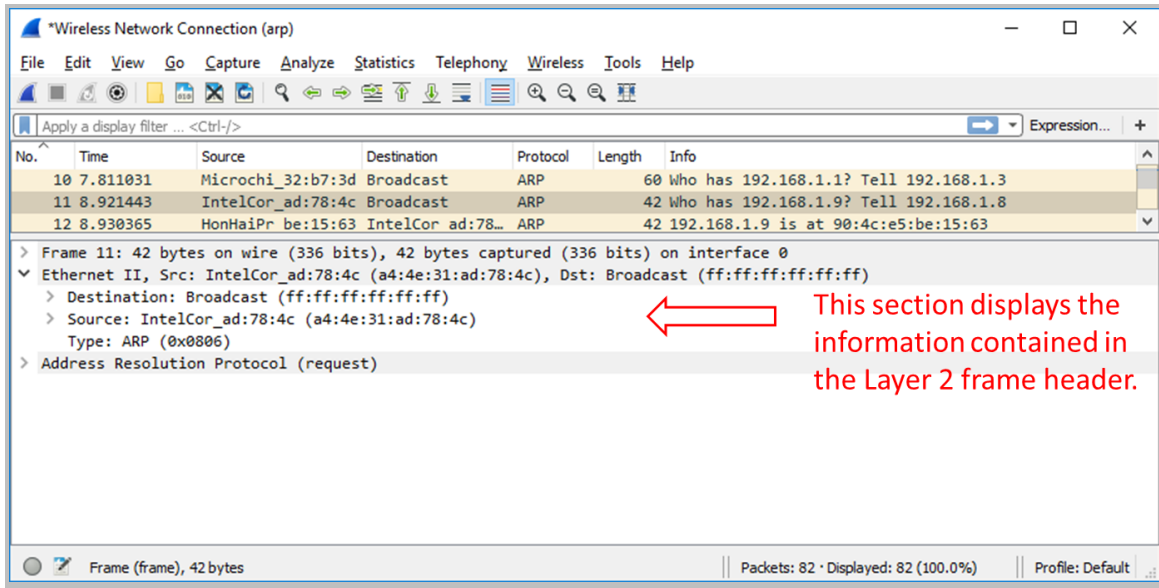 *Wireless Network Connection (arp)
File Edit View Go Capture Analyze Statistics Telephony Wireless Tools Help
Apply a display filter ... <Ctrl-/> Expression... +
No. Time Source Destination Protocol Length Info
10 7.811031 Microchi_32:b7:3d Broadcast ARP 60 Who has 192.168.1.1? Tell 192.168.1.3
11 8.921443 IntelCor_ad:78:4c Broadcast ARP 42 Who has 192.168.1.9? Tell 192.168.1.8
12 8.930365 HonHaiPr_be:15:63 IntelCor_ad:78… ARP 42 192.168.1.9 is at 90:4c:e5:be:15:63
> Frame 11: 42 bytes on wire (336 bits), 42 bytes captured (336 bits) on interface 0
Ethernet II, Src: IntelCor_ad:78:4c (a4:4e:31:ad:78:4c), Dst: Broadcast (ff:ff:ff:ff:ff:ff)
> Destination: Broadcast (ff:ff:ff:ff:ff:ff)
> Source: IntelCor_ad:78:4c (a4:4e:31:ad:78:4c)
Type: ARP (0x0806)
> Address Resolution Protocol (request)
This section displays the
information contained in
the Layer 2 frame header.
Frame (frame), 42 bytes Packets: 82 · Displayed: 82 (100.0%) Profile: Default